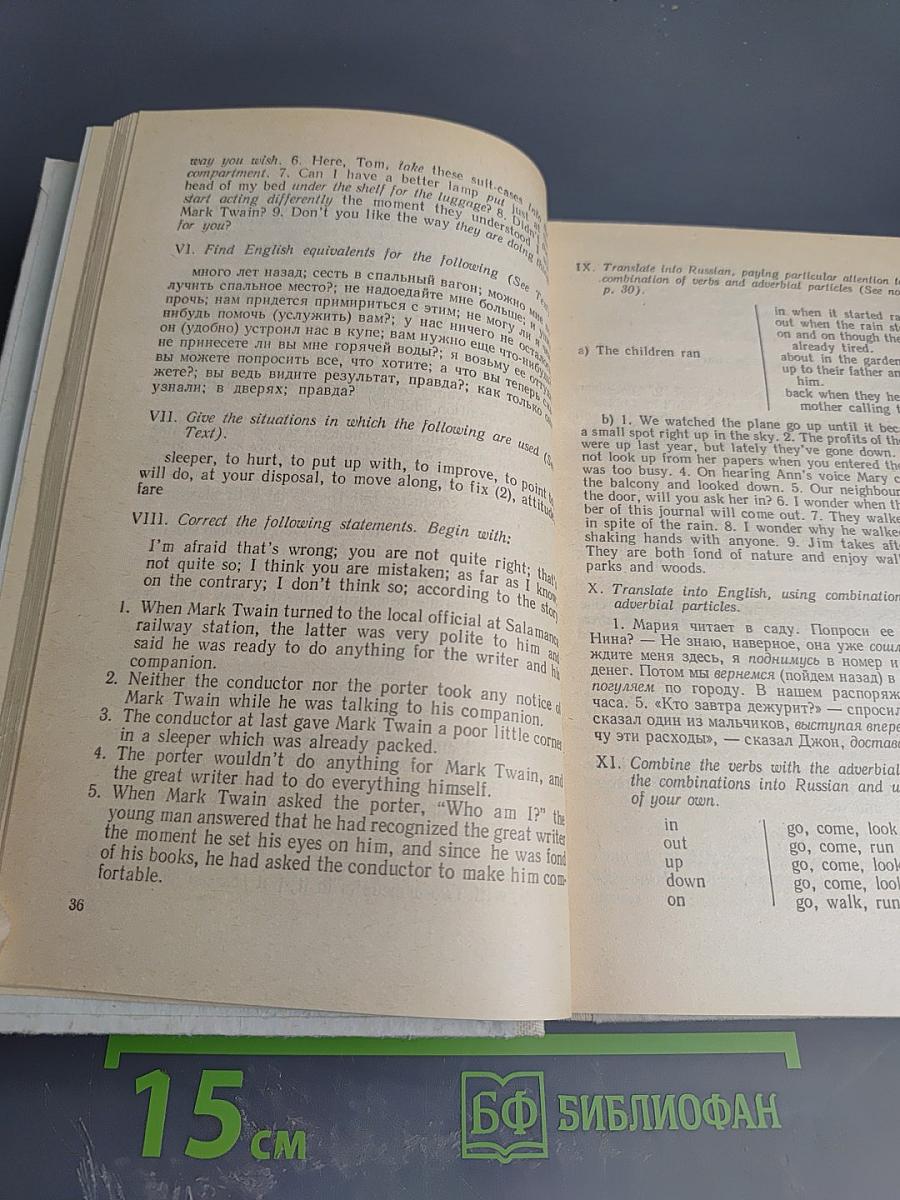 way you wish. 6. Here, Tom, take these suit-cases into
compartment. 7. Can I have a better lamp put just at
head of my bed under the shelf for the luggage? 8. Didn't
start acting differently the moment they understood I
Mark Twain? 9. Don't you like the way they are doing
for you?
VI. Find English equivalents for the following (See
много лет назад; сесть в спальный вагон; можно мне
лучить спальное место?; не надоедайте мне больше; и
прочь; нам придется примириться с этим; не могу ли я
нибудь помочь (услужить) вам?; у нас ничего не осталось
он (удобно) устроил нас в купе; вам нужно еще что-нибудь
не принесете ли вы мне горячей воды?; я возьму ее
вы можете попросить все, что хотите; а что вы теперь
жете?; вы ведь видите результат, правда?; как только
узнали; в дверях; правда?
VII. Give the situations in which the following are used
Text).
sleeper, to hurt, to put up with, to improve, to point
will do, at your disposal, to move along, to fix (2), attitude
fare
VIII. Correct the following statements. Begin with:
I'm afraid that's wrong; you are not quite right; that's
not quite so; I think you are mistaken; as far as I know
on the contrary; I don't think so; according to the story
1. When Mark Twain turned to the local official at Salamanca
railway station, the latter was very polite to him and
said he was ready to do anything for the writer and his
companion.
2. Neither the conductor nor the porter took any notice of
Mark Twain while he was talking to his companion.
3. The conductor at last gave Mark Twain a poor little corner
in a sleeper which was already packed.
4. The porter wouldn't do anything for Mark Twain, and
the great writer had to do everything himself.
5. When Mark Twain asked the porter, "Who am I?" the
young man answered that he had recognized the great writer
the moment he set his eyes on him, and since he was fond
of his books, he had asked the conductor to make him com-
fortable.
36
IX. Translate into Russian, paying particular attention
combination of verbs and adverbial particles (See
p. 30).
a) The children ran
in when it started
out when the rain
on and on though
already tired.
about in the garden
up to their father
him.
back when they
mother calling
b) 1. We watched the plane go up until it
a small spot right up in the sky. 2. The profits of
were up last year, but lately they've gone down.
not look up from her papers when you entered
was too busy. 4. On hearing Ann's voice Mary
the balcony and looked down. 5. Our
the door, will you ask her in? 6. I wonder when
ber of this journal will come out. 7. They
in spite of the rain. 8. I wonder why he
shaking hands with anyone. 9. Jim takes
They are both fond of nature and enjoy
parks and woods.
X. Translate into English, using
adverbial particles.
1. Мария читает в саду. Попроси ее
Нина? — Не знаю, наверное, она уже
ждите меня здесь, я поднимусь в номер и
денег. Потом мы вернемся (пойдем назад) в
погуляем по городу. В нашем
часа. 5. «Кто завтра дежурит?» —
сказал один из мальчиков, выступая
чу эти расходы», — сказал Джон,
XI. Combine the verbs with the adverbial
the combinations into Russian and
of your own.
in go, come, look
out go, come, run
up go, come, look
down go, come, look
on go, walk, run
15 см
БФ БИБЛИОФАН